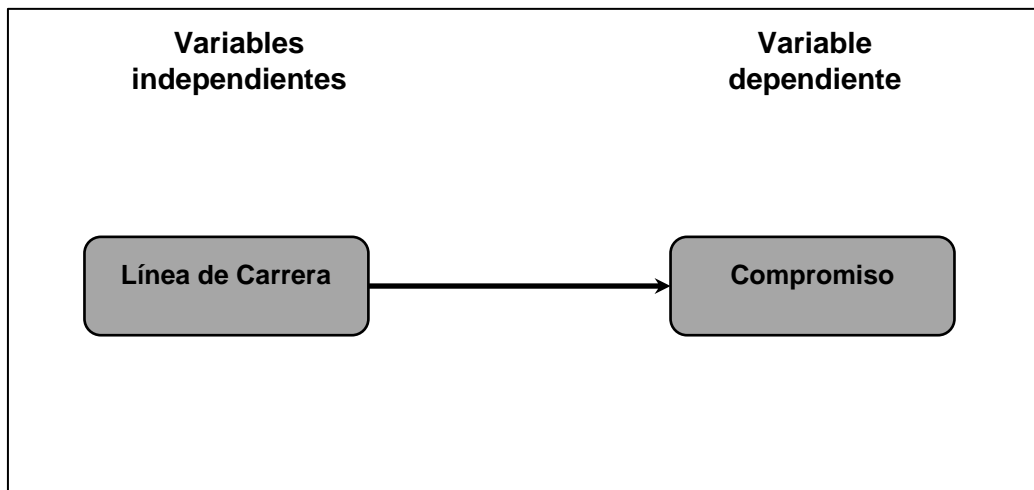 Variables
independientes
Variable
dependiente
Línea de Carrera
Compromiso